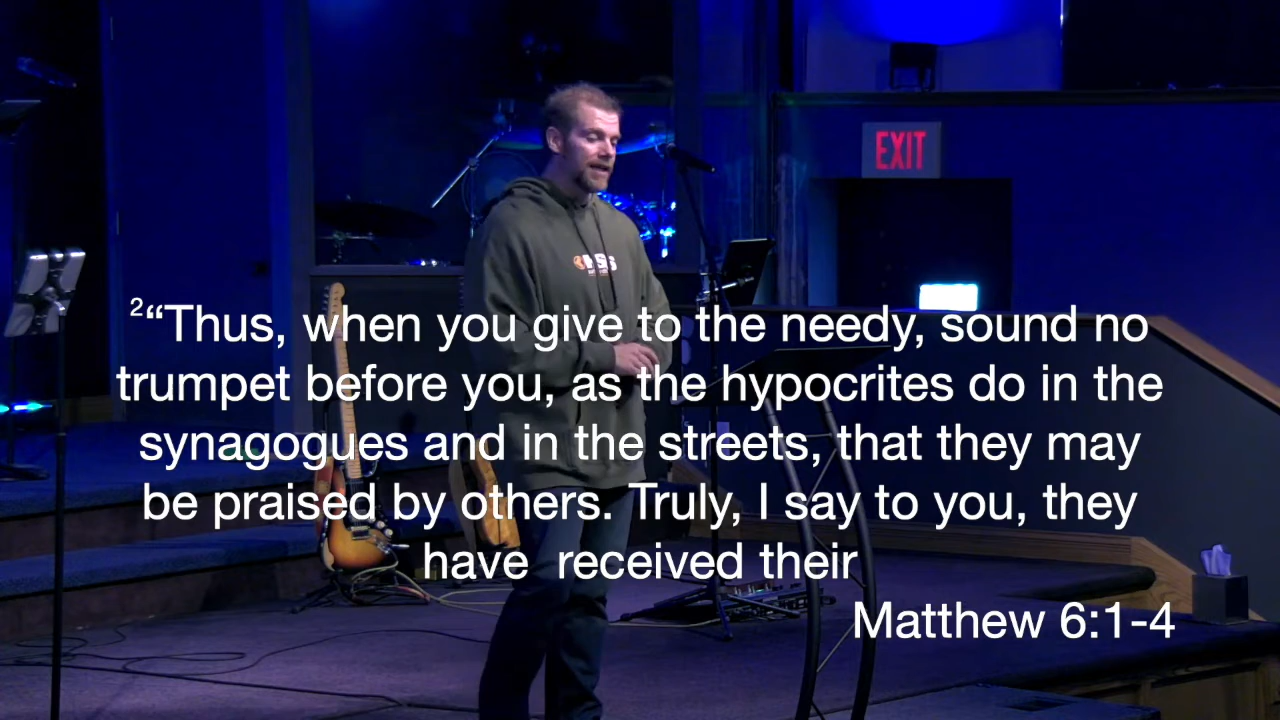 EXIT
²“Thus, when you give to the needy, sound no
trumpet before you, as the hypocrites do in the
synagogues and in the streets, that they may
be praised by others. Truly, I say to you, they
have  received their
Matthew 6:1-4